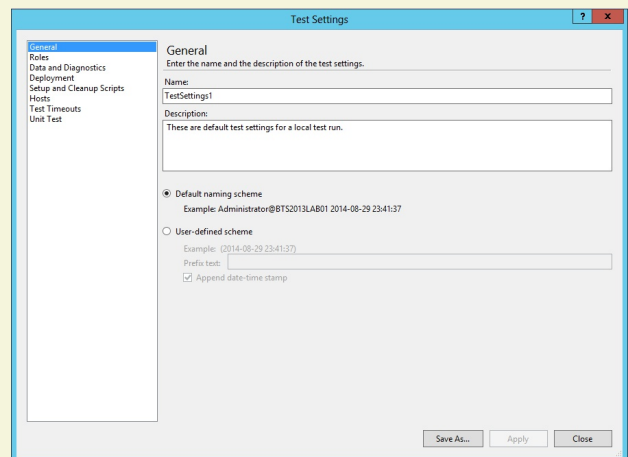 Test Settings
?
x
General
Roles
Data and Diagnostics
Deployment
Setup and Cleanup Scripts
Hosts
Test Timeouts
Unit Test
General
Enter the name and the description of the test settings.
Name:
TestSettings1
Description:
These are default test settings for a local test run.
Default naming scheme
Example: Administrator@BTS2013LAB01 2014-08-29 23:41:37
User-defined scheme
Example: (2014-08-29 23:41:37)
Prefix text:
Append date-time stamp
Save As...
Apply
Close